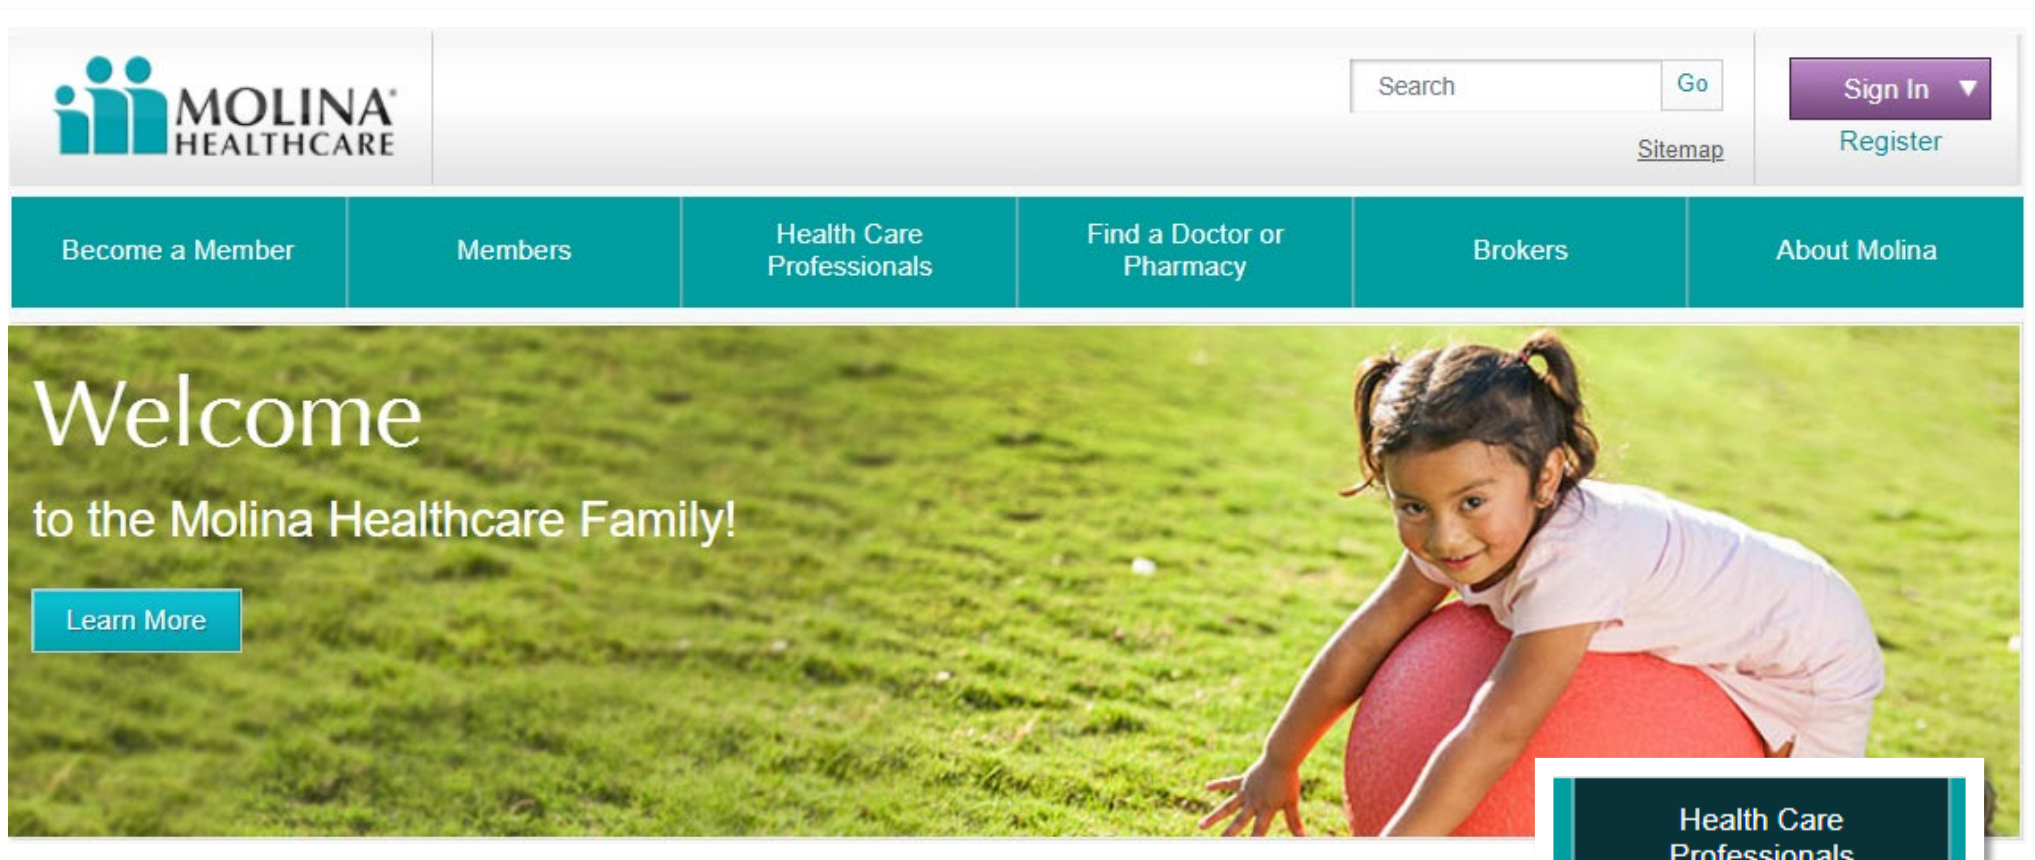 MOLINA
HEALTHCARE
Search
Go
Sitemap
Sign In
Register
Become a Member
Members
Health Care
Professionals
Find a Doctor or
Pharmacy
Brokers
About Molina
Welcome
to the Molina Healthcare Family!
Learn More
Health Care
Professionals